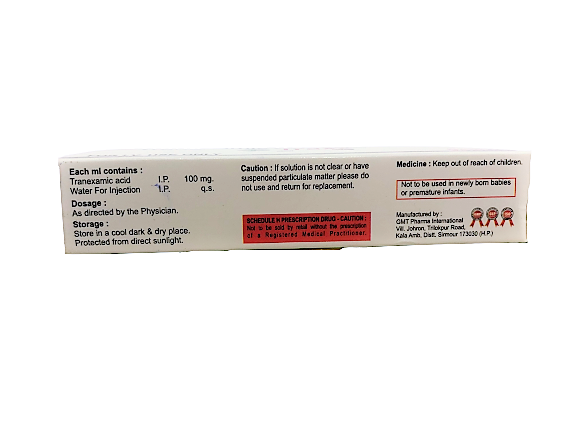 Each ml contains :
Tranexamic acid I.P. 100 mg.
Water For Injection I.P. q.s.
Dosage :
As directed by the Physician.
Storage :
Store in a cool dark & dry place.
Protected from direct sunlight.
Caution : If solution is not clear or have
suspended particulate matter please do
not use and return for replacement.
SCHEDULE H PRESCRIPTION DRUG - CAUTION :
Not to be sold by retail without the prescription
of a Registered Medical Practitioner.
Medicine : Keep out of reach of children.
Not to be used in newly born babies
or premature infants.
Manufactured by :
GMT Pharma International
Vill. Johron, Trilokpur Road,
Kala Amb, Distt. Sirmour 173030 (H.P.)